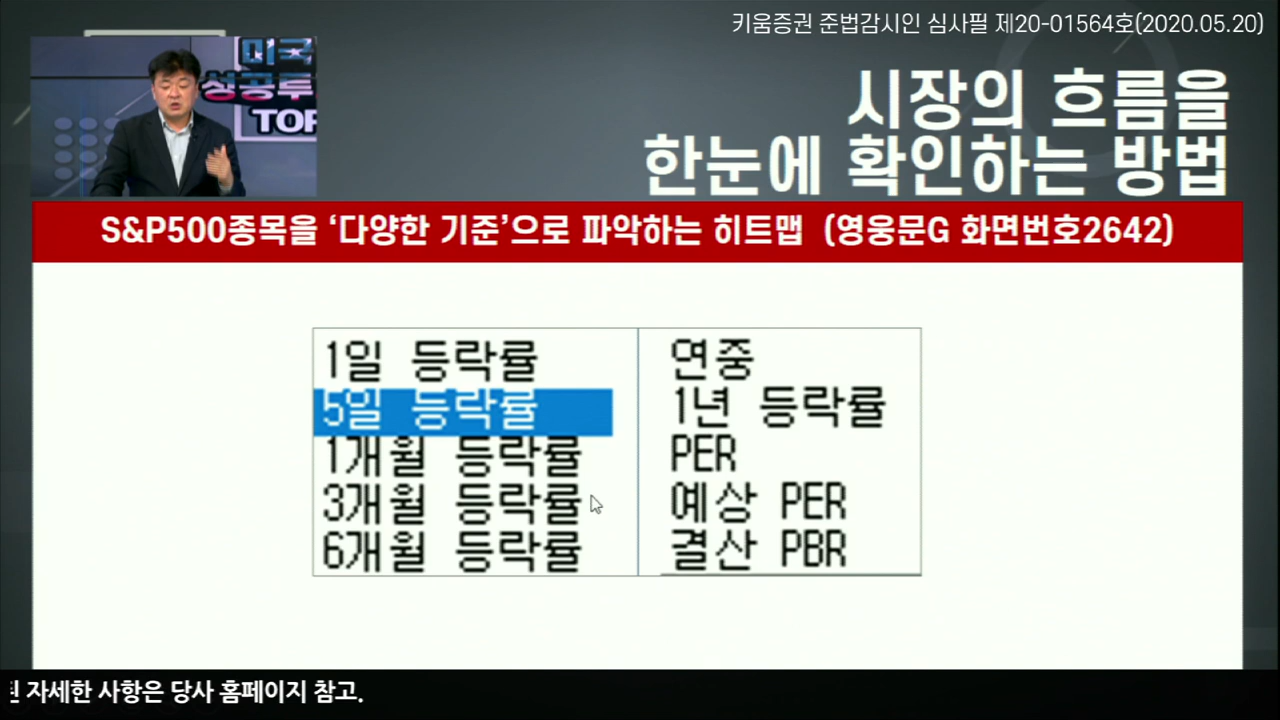 키움증권 준법감시인 심사필 제20-01564호(2020.05.20)
미국
성공투
TOP
시장의 흐름을
한눈에 확인하는 방법
S&P500종목을 ‘다양한 기준’으로 파악하는 히트맵 (영웅문G 화면번호2642)
1일 등락률
5일 등락률
1개월 등락률
3개월 등락률
6개월 등락률
연중
1년 등락률
PER
예상 PER
결산 PBR
자세한 사항은 당사 홈페이지 참고.